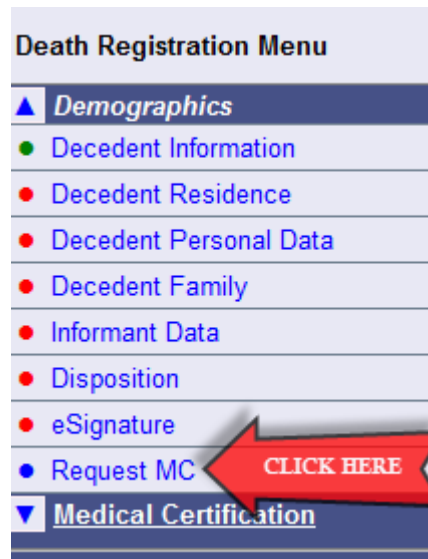 Death Registration Menu
Demographics
Decedent Information
Decedent Residence
Decedent Personal Data
Decedent Family
Informant Data
Disposition
eSignature
Request MC CLICK HERE
Medical Certification